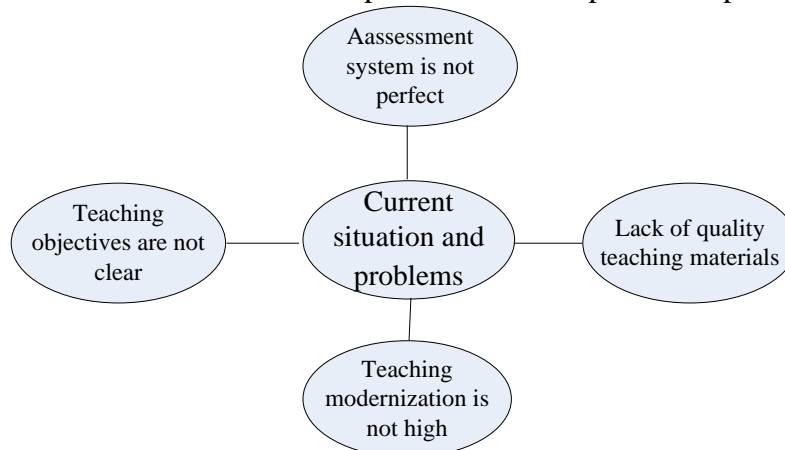 Aassessment
system is not
perfect
Teaching
objectives are not
clear
Current
situation and
problems
Lack of quality
teaching materials
Teaching
modernization is
not high